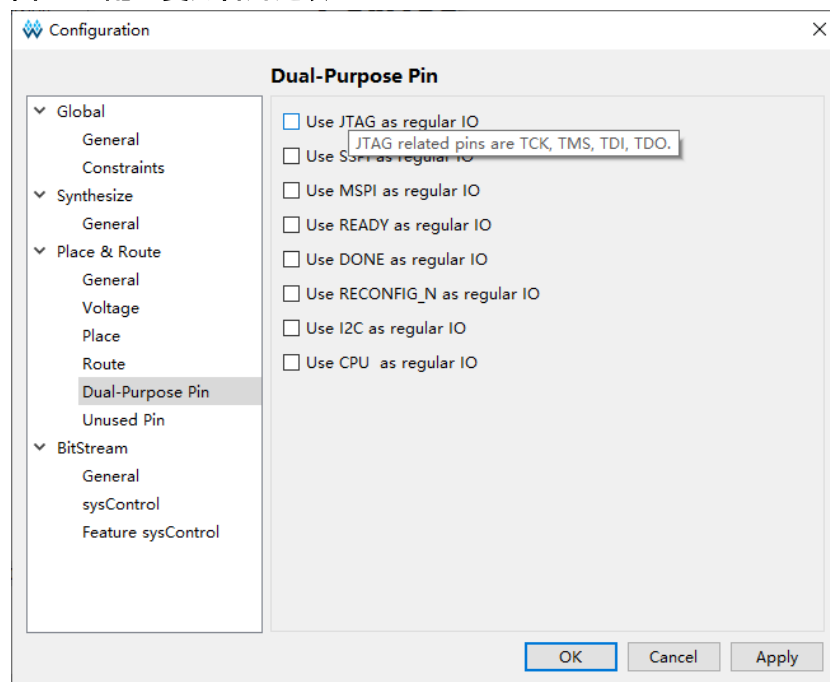 Configuration
Dual-Purpose Pin
Global
General
Constraints
Synthesize
General
Place & Route
General
Voltage
Place
Route
Dual-Purpose Pin
Unused Pin
BitStream
General
sysControl
Feature sysControl
Use JTAG as regular IO
JTAG related pins are TCK, TMS, TDI, TDO.
Use SSPI as regular IO
Use MSPI as regular IO
Use READY as regular IO
Use DONE as regular IO
Use RECONFIG_N as regular IO
Use I2C as regular IO
Use CPU as regular IO
OK
Cancel
Apply